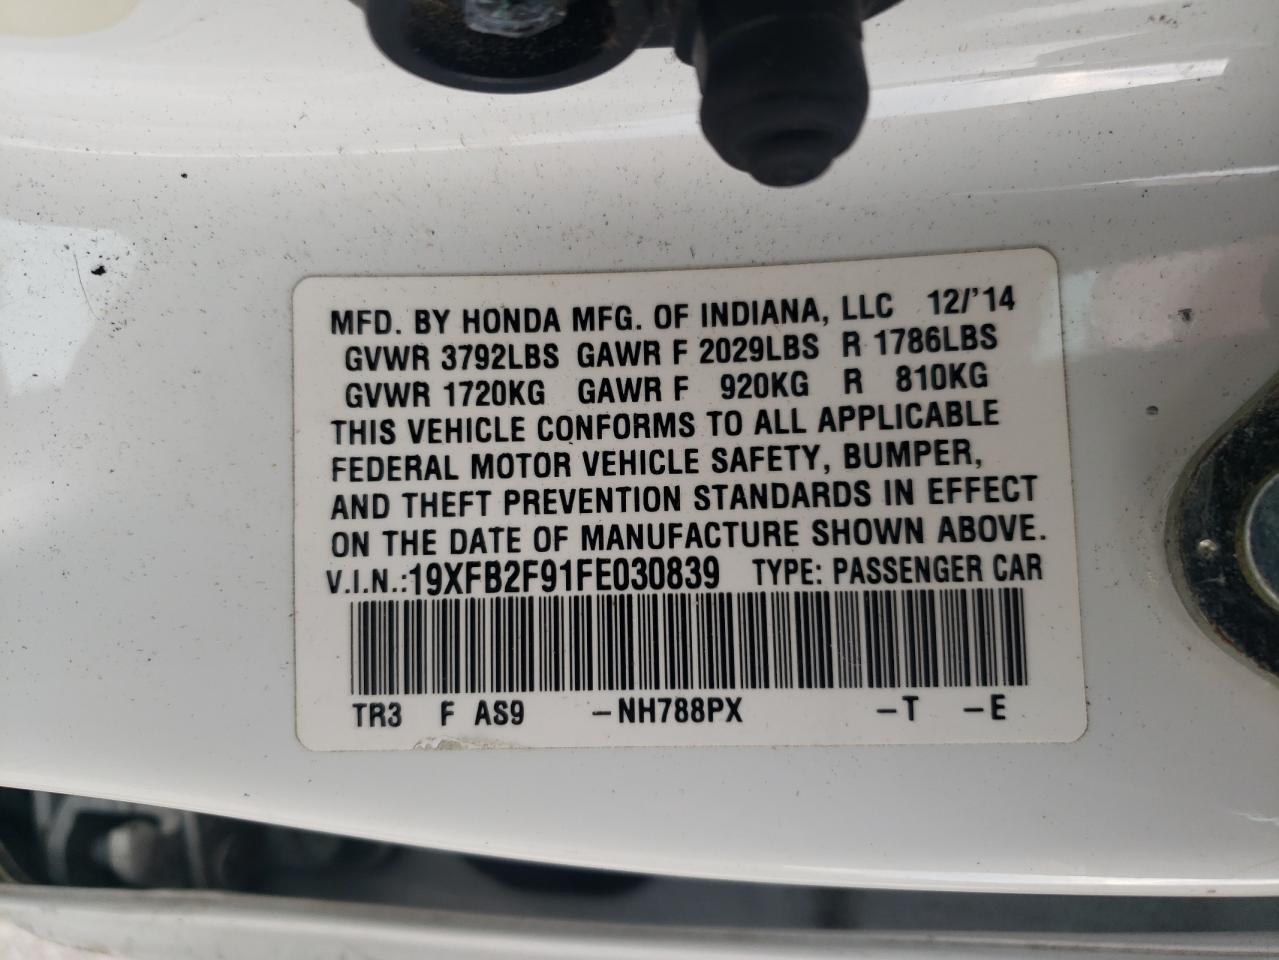 MFD. BY HONDA MFG. OF INDIANA, LLC 12/'14
GVWR 3792LBS GAWR F 2029LBS R 1786LBS
GVWR 1720KG GAWR F 920KG R 810KG
THIS VEHICLE CONFORMS TO ALL APPLICABLE
FEDERAL MOTOR VEHICLE SAFETY, BUMPER,
AND THEFT PREVENTION STANDARDS IN EFFECT
ON THE DATE OF MANUFACTURE SHOWN ABOVE.
V.I.N.:19XFB2F91FE030839 TYPE: PASSENGER CAR
TR3 F AS9 –NH788PX –T –E